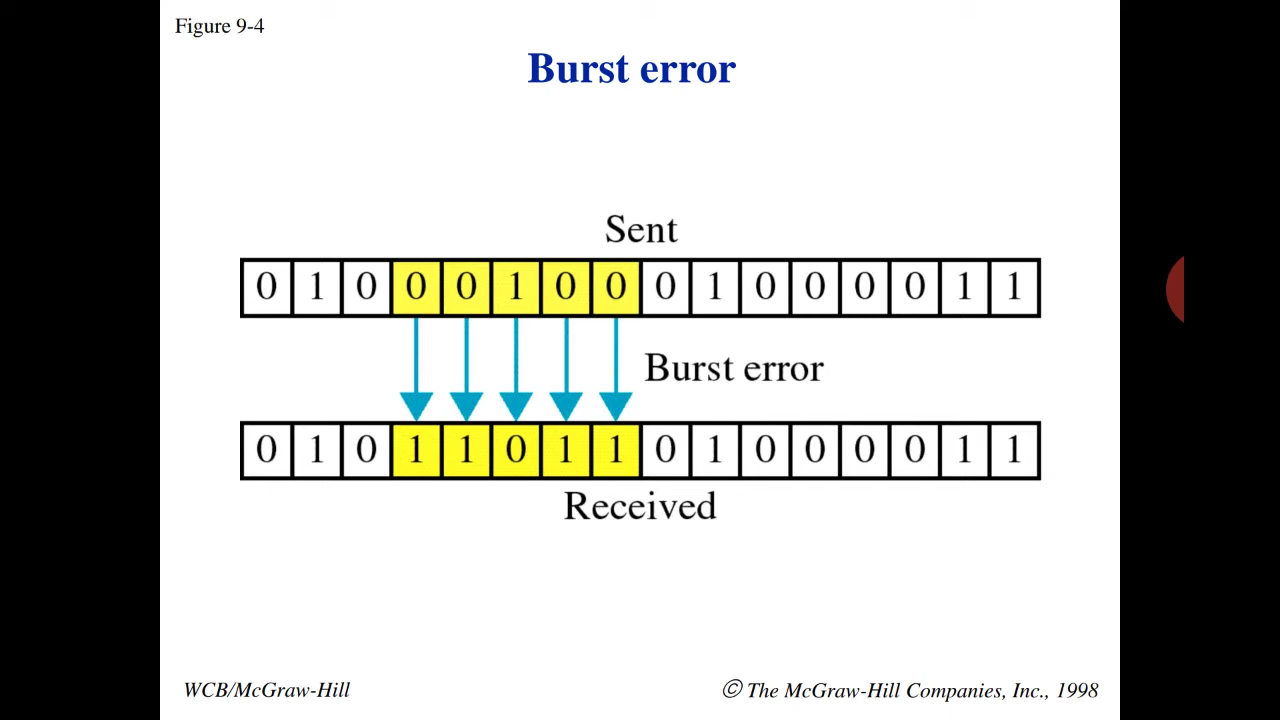 Figure 9-4
Burst error
Sent
0 1 0 0 0 1 0 0 0 1 0 0 0 0 1 1
Burst error
0 1 0 1 1 0 1 1 0 1 0 0 0 0 1 1
Received
WCB/McGraw-Hill
© The McGraw-Hill Companies, Inc., 1998